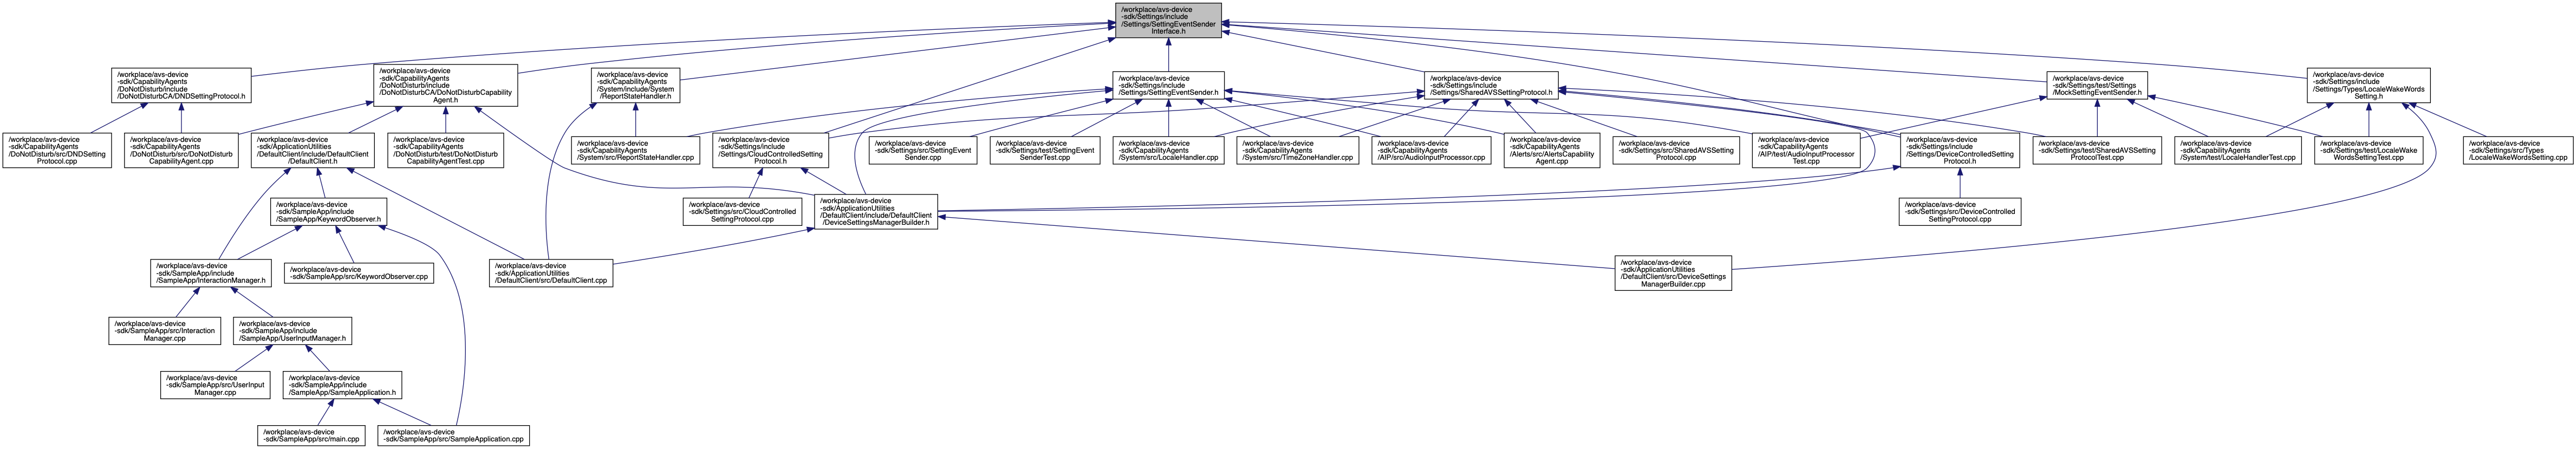 /workplace/avs-device
-sdk/Settings/include
/Settings/SettingEventSender
Interface.h
/workplace/avs-device
-sdk/CapabilityAgents
/DoNotDisturb/include
/DoNotDisturbCA/DNDSettingProtocol.h
/workplace/avs-device
-sdk/CapabilityAgents
/DoNotDisturb/include
/DoNotDisturbCA/DoNotDisturbCapability
Agent.h
/workplace/avs-device
-sdk/CapabilityAgents
/System/include/System
/ReportStateHandler.h
/workplace/avs-device
-sdk/Settings/include
/Settings/SettingEventSender.h
/workplace/avs-device
-sdk/Settings/include
/Settings/SharedAVSSettingProtocol.h
/workplace/avs-device
-sdk/Settings/test/Settings
/MockSettingEventSender.h
/workplace/avs-device
-sdk/Settings/include
/Settings/Types/LocaleWakeWords
Setting.h
/workplace/avs-device
-sdk/CapabilityAgents
/DoNotDisturb/src/DNDSetting
Protocol.cpp
/workplace/avs-device
-sdk/CapabilityAgents
/DoNotDisturb/src/DoNotDisturb
CapabilityAgent.cpp
/workplace/avs-device
-sdk/ApplicationUtilities
/DefaultClient/include/DefaultClient
/DefaultClient.h
/workplace/avs-device
-sdk/CapabilityAgents
/DoNotDisturb/test/DoNotDisturb
CapabilityAgentTest.cpp
/workplace/avs-device
-sdk/CapabilityAgents
/System/src/ReportStateHandler.cpp
/workplace/avs-device
-sdk/Settings/include
/Settings/CloudControlledSetting
Protocol.h
/workplace/avs-device
-sdk/Settings/src/SettingEvent
Sender.cpp
/workplace/avs-device
-sdk/Settings/test/SettingEvent
SenderTest.cpp
/workplace/avs-device
-sdk/CapabilityAgents
/System/src/LocaleHandler.cpp
/workplace/avs-device
-sdk/CapabilityAgents
/System/src/TimeZoneHandler.cpp
/workplace/avs-device
-sdk/CapabilityAgents
/AIP/src/AudioInputProcessor.cpp
/workplace/avs-device
-sdk/CapabilityAgents
/Alerts/src/AlertsCapability
Agent.cpp
/workplace/avs-device
-sdk/Settings/src/SharedAVSSetting
Protocol.cpp
/workplace/avs-device
-sdk/CapabilityAgents
/AIP/test/AudioInputProcessor
Test.cpp
/workplace/avs-device
-sdk/Settings/include
/Settings/DeviceControlledSetting
Protocol.h
/workplace/avs-device
-sdk/Settings/test/SharedAVSSetting
ProtocolTest.cpp
/workplace/avs-device
-sdk/CapabilityAgents
/System/test/LocaleHandlerTest.cpp
/workplace/avs-device
-sdk/Settings/test/LocaleWake
WordsSettingTest.cpp
/workplace/avs-device
-sdk/Settings/src/Types
/LocaleWakeWordsSetting.cpp
/workplace/avs-device
-sdk/SampleApp/include
/SampleApp/KeywordObserver.h
/workplace/avs-device
-sdk/Settings/src/CloudControlled
SettingProtocol.cpp
/workplace/avs-device
-sdk/ApplicationUtilities
/DefaultClient/include/DefaultClient
/DeviceSettingsManagerBuilder.h
/workplace/avs-device
-sdk/Settings/src/DeviceControlled
SettingProtocol.cpp
/workplace/avs-device
-sdk/SampleApp/include
/SampleApp/InteractionManager.h
/workplace/avs-device
-sdk/SampleApp/src/KeywordObserver.cpp
/workplace/avs-device
-sdk/ApplicationUtilities
/DefaultClient/src/DefaultClient.cpp
/workplace/avs-device
-sdk/ApplicationUtilities
/DefaultClient/src/DeviceSettings
ManagerBuilder.cpp
/workplace/avs-device
-sdk/SampleApp/src/Interaction
Manager.cpp
/workplace/avs-device
-sdk/SampleApp/include
/SampleApp/UserInputManager.h
/workplace/avs-device
-sdk/SampleApp/src/UserInput
Manager.cpp
/workplace/avs-device
-sdk/SampleApp/include
/SampleApp/SampleApplication.h
/workplace/avs-device
-sdk/SampleApp/src/main.cpp
/workplace/avs-device
-sdk/SampleApp/src/SampleApplication.cpp